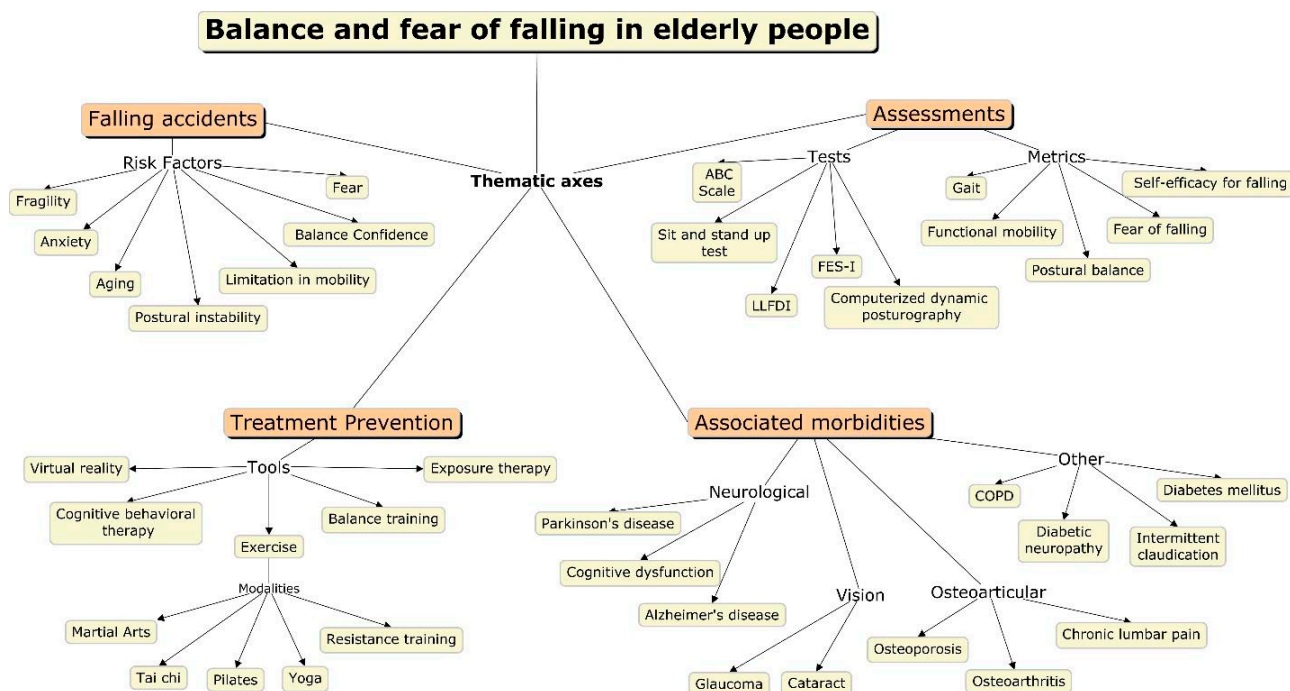 Balance and fear of falling in elderly people
Thematic axes
Falling accidents
Risk Factors
Fragility
Anxiety
Aging
Postural instability
Limitation in mobility
Balance Confidence
Fear
Assessments
Tests
ABC
Scale
Sit and stand up
test
LLFDI
FES-I
Computerized dynamic
posturography
Metrics
Gait
Functional mobility
Postural balance
Fear of falling
Self-efficacy for falling
Treatment Prevention
Tools
Virtual reality
Cognitive behavioral
therapy
Exercise
Balance training
Exposure therapy
Modalities
Martial Arts
Tai chi
Pilates
Yoga
Resistance training
Associated morbidities
Neurological
Parkinson's disease
Cognitive dysfunction
Alzheimer's disease
Vision
Glaucoma
Cataract
Osteoarticular
Osteoporosis
Osteoarthritis
Chronic lumbar pain
Other
COPD
Diabetic
neuropathy
Intermittent
claudication
Diabetes mellitus